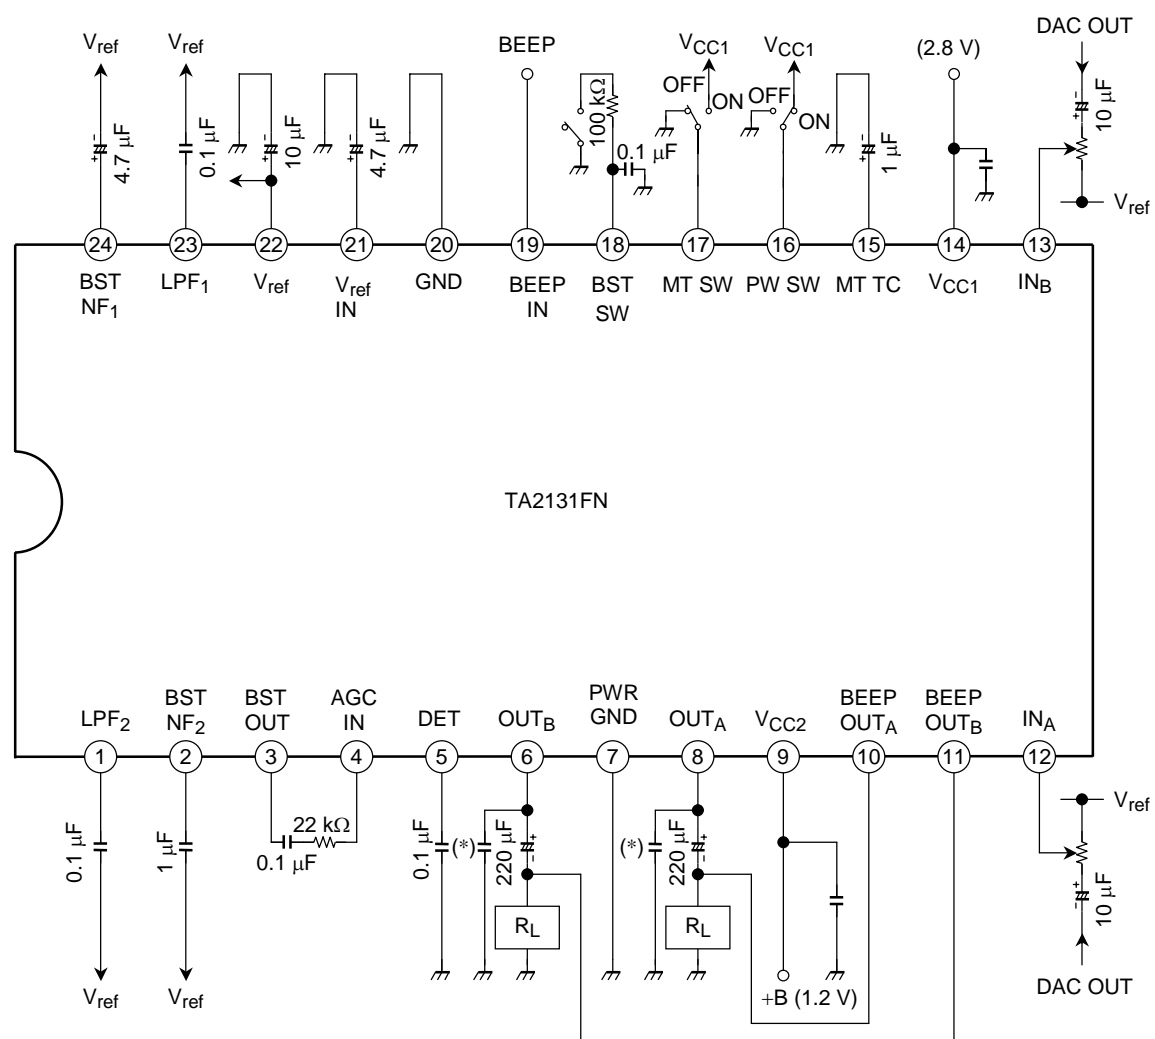 DAC OUT
Vref
Vref
BEEP
VCC1
VCC1
(2.8 V)
OFF
ON
OFF
ON
4.7 µF
0.1 µF
10 µF
4.7 µF
100 kΩ
0.1 µF
1 µF
10 µF
Vref
24
23
22
21
20
19
18
17
16
15
14
13
BST NF1
LPF1
Vref
Vref IN
GND
BEEP IN
BST SW
MT SW
PW SW
MT TC
VCC1
INB
TA2131FN
LPF2
BST NF2
BST OUT
AGC IN
DET
OUTB
PWR GND
OUTA
VCC2
BEEP OUTA
BEEP OUTB
INA
1
2
3
4
5
6
7
8
9
10
11
12
0.1 µF
1 µF
22 kΩ
0.1 µF
0.1 µF
(*)
220 µF
(*)
220 µF
Vref
10 µF
RL
RL
Vref
Vref
+B (1.2 V)
DAC OUT